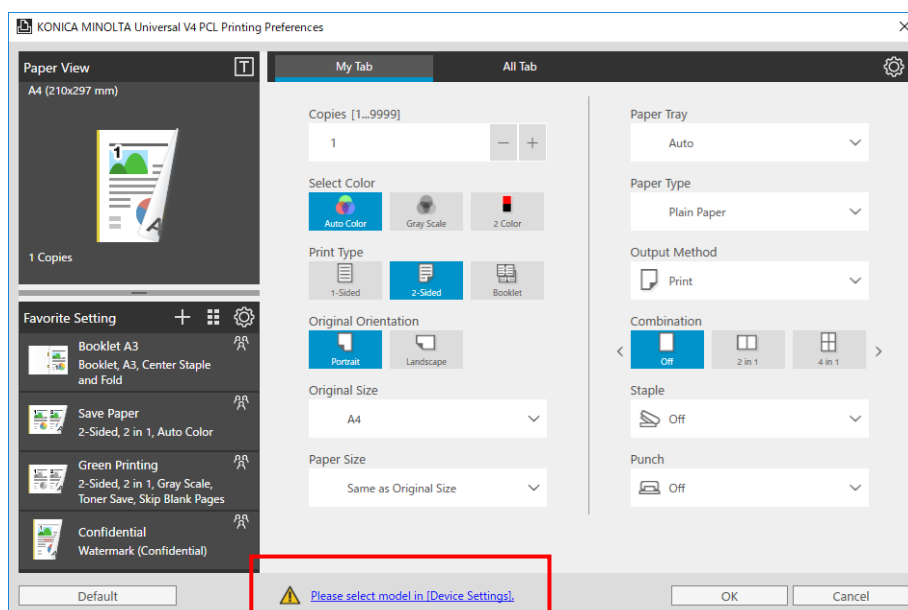 KONICA MINOLTA Universal V4 PCL Printing Preferences
Paper View
T
A4 (210x297 mm)
1
1 Copies
Favorite Setting
Booklet A3
Booklet, A3, Center Staple
and Fold
Save Paper
2-Sided, 2 in 1, Auto Color
Green Printing
2-Sided, 2 in 1, Gray Scale,
Toner Save, Skip Blank Pages
Confidential
Watermark (Confidential)
My Tab
All Tab
Copies [1...9999]
1
Select Color
Auto Color
Gray Scale
2 Color
Print Type
1-Sided
2-Sided
Booklet
Original Orientation
Portrait
Landscape
Original Size
A4
Paper Size
Same as Original Size
Paper Tray
Auto
Paper Type
Plain Paper
Output Method
Print
Combination
Off
2 in 1
4 in 1
Staple
Off
Punch
Off
Default
Please select model in [Device Settings].
OK
Cancel